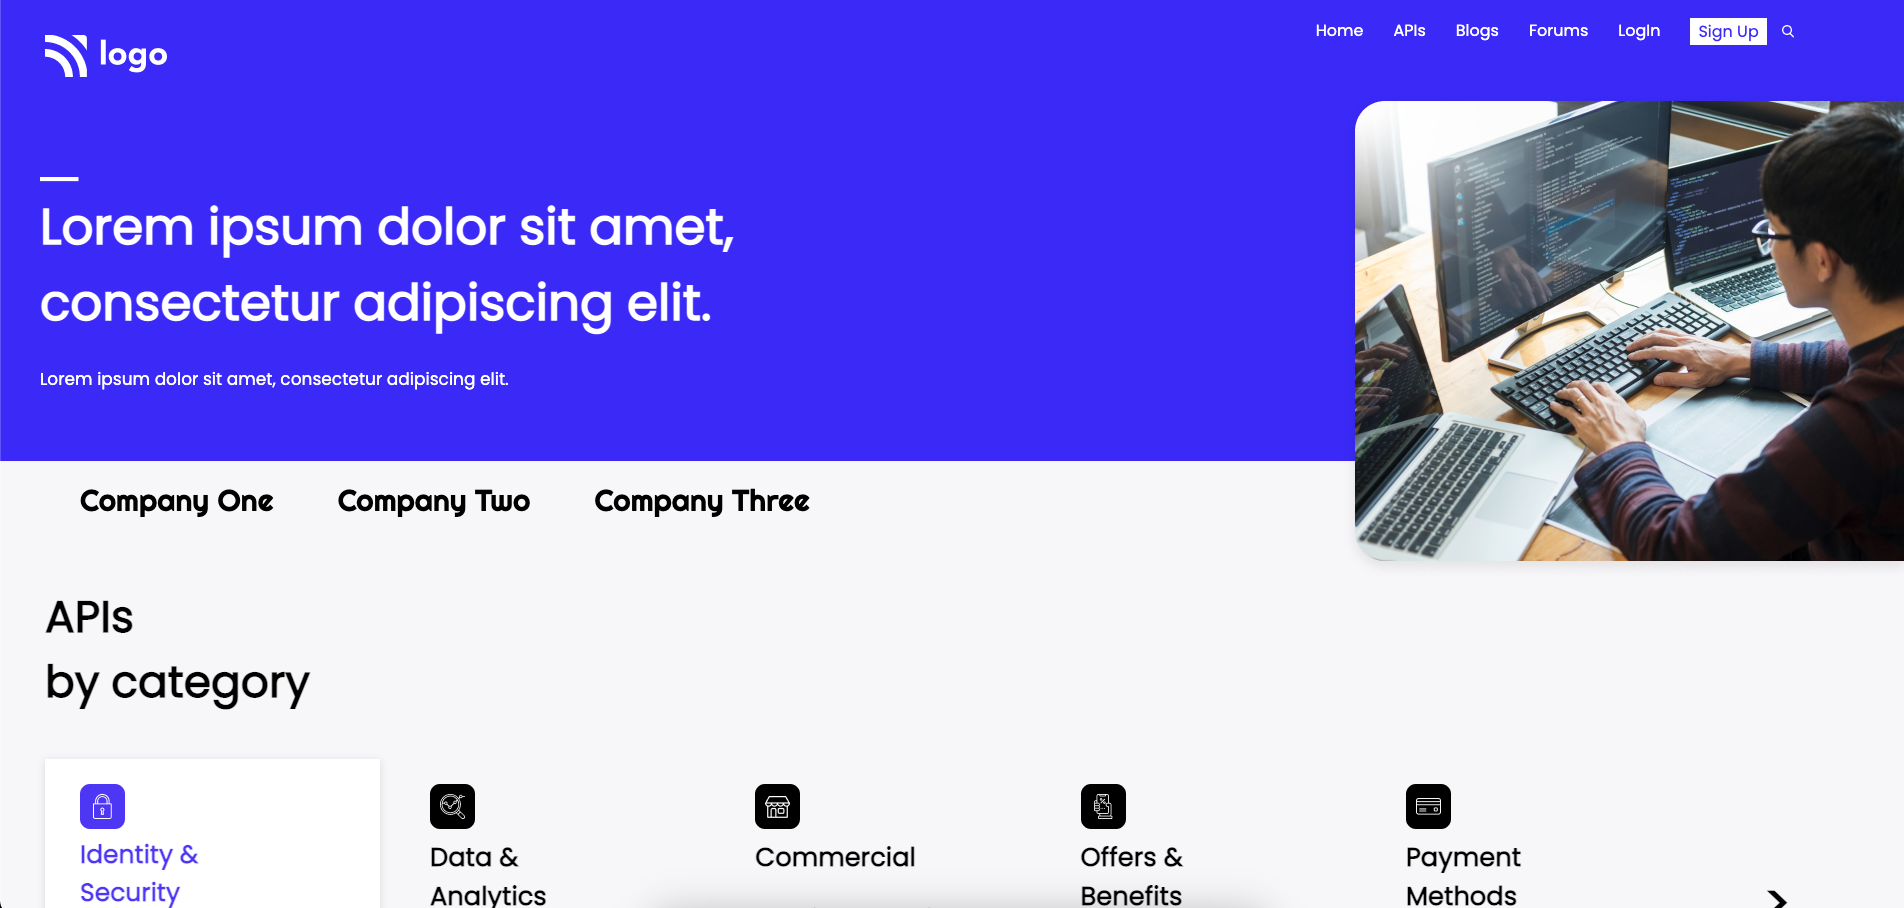 logo
Home APIs Blogs Forums LogIn Sign Up
Lorem ipsum dolor sit amet,
consectetur adipiscing elit.
Lorem ipsum dolor sit amet, consectetur adipiscing elit.
Company One Company Two Company Three
APIs
by category
Identity &
Security
Data &
Analytics
Commercial
Offers &
Benefits
Payment
Methods